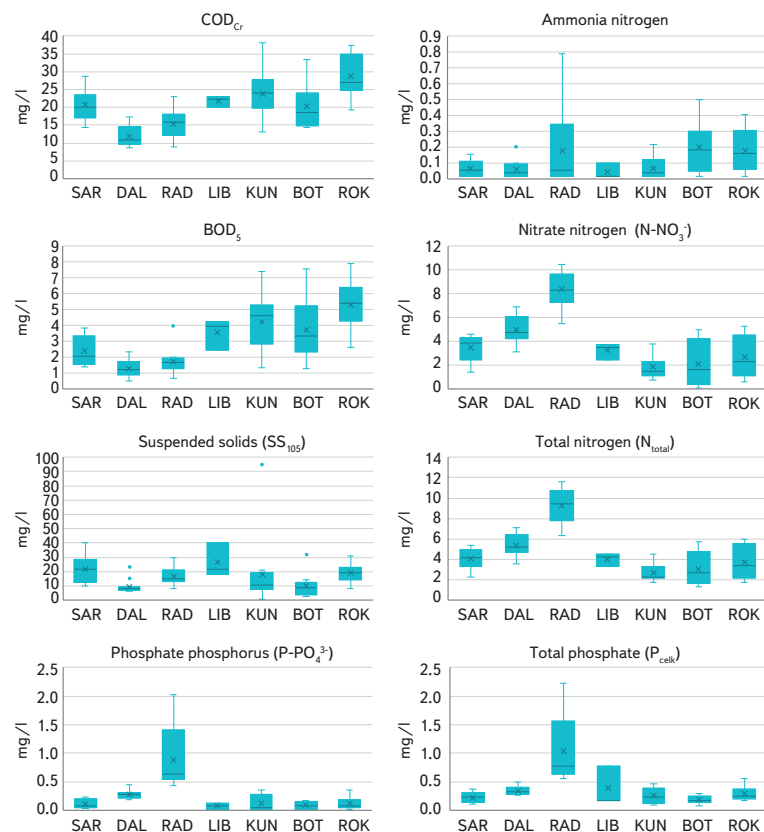 COD_Cr
40
35
30
25
20
15
10
5
0
mg/l
SAR DAL RAD LIB KUN BOT ROK
Ammonia nitrogen
0.9
0.8
0.7
0.6
0.5
0.4
0.3
0.2
0.1
0.0
mg/l
SAR DAL RAD LIB KUN BOT ROK
BOD₅
9
8
7
6
5
4
3
2
1
0
mg/l
SAR DAL RAD LIB KUN BOT ROK
Nitrate nitrogen (N-NO₃⁻)
12
10
8
6
4
2
0
mg/l
SAR DAL RAD LIB KUN BOT ROK
Suspended solids (SS₁₀₅)
100
90
80
70
60
50
40
30
20
10
0
mg/l
SAR DAL RAD LIB KUN BOT ROK
Total nitrogen (N_total)
14
12
10
8
6
4
2
0
mg/l
SAR DAL RAD LIB KUN BOT ROK
Phosphate phosphorus (P-PO₄³⁻)
2.5
2.0
1.5
1.0
0.5
0.0
mg/l
SAR DAL RAD LIB KUN BOT ROK
Total phosphate (P_celk)
2.5
2.0
1.5
1.0
0.5
0.0
mg/l
SAR DAL RAD LIB KUN BOT ROK